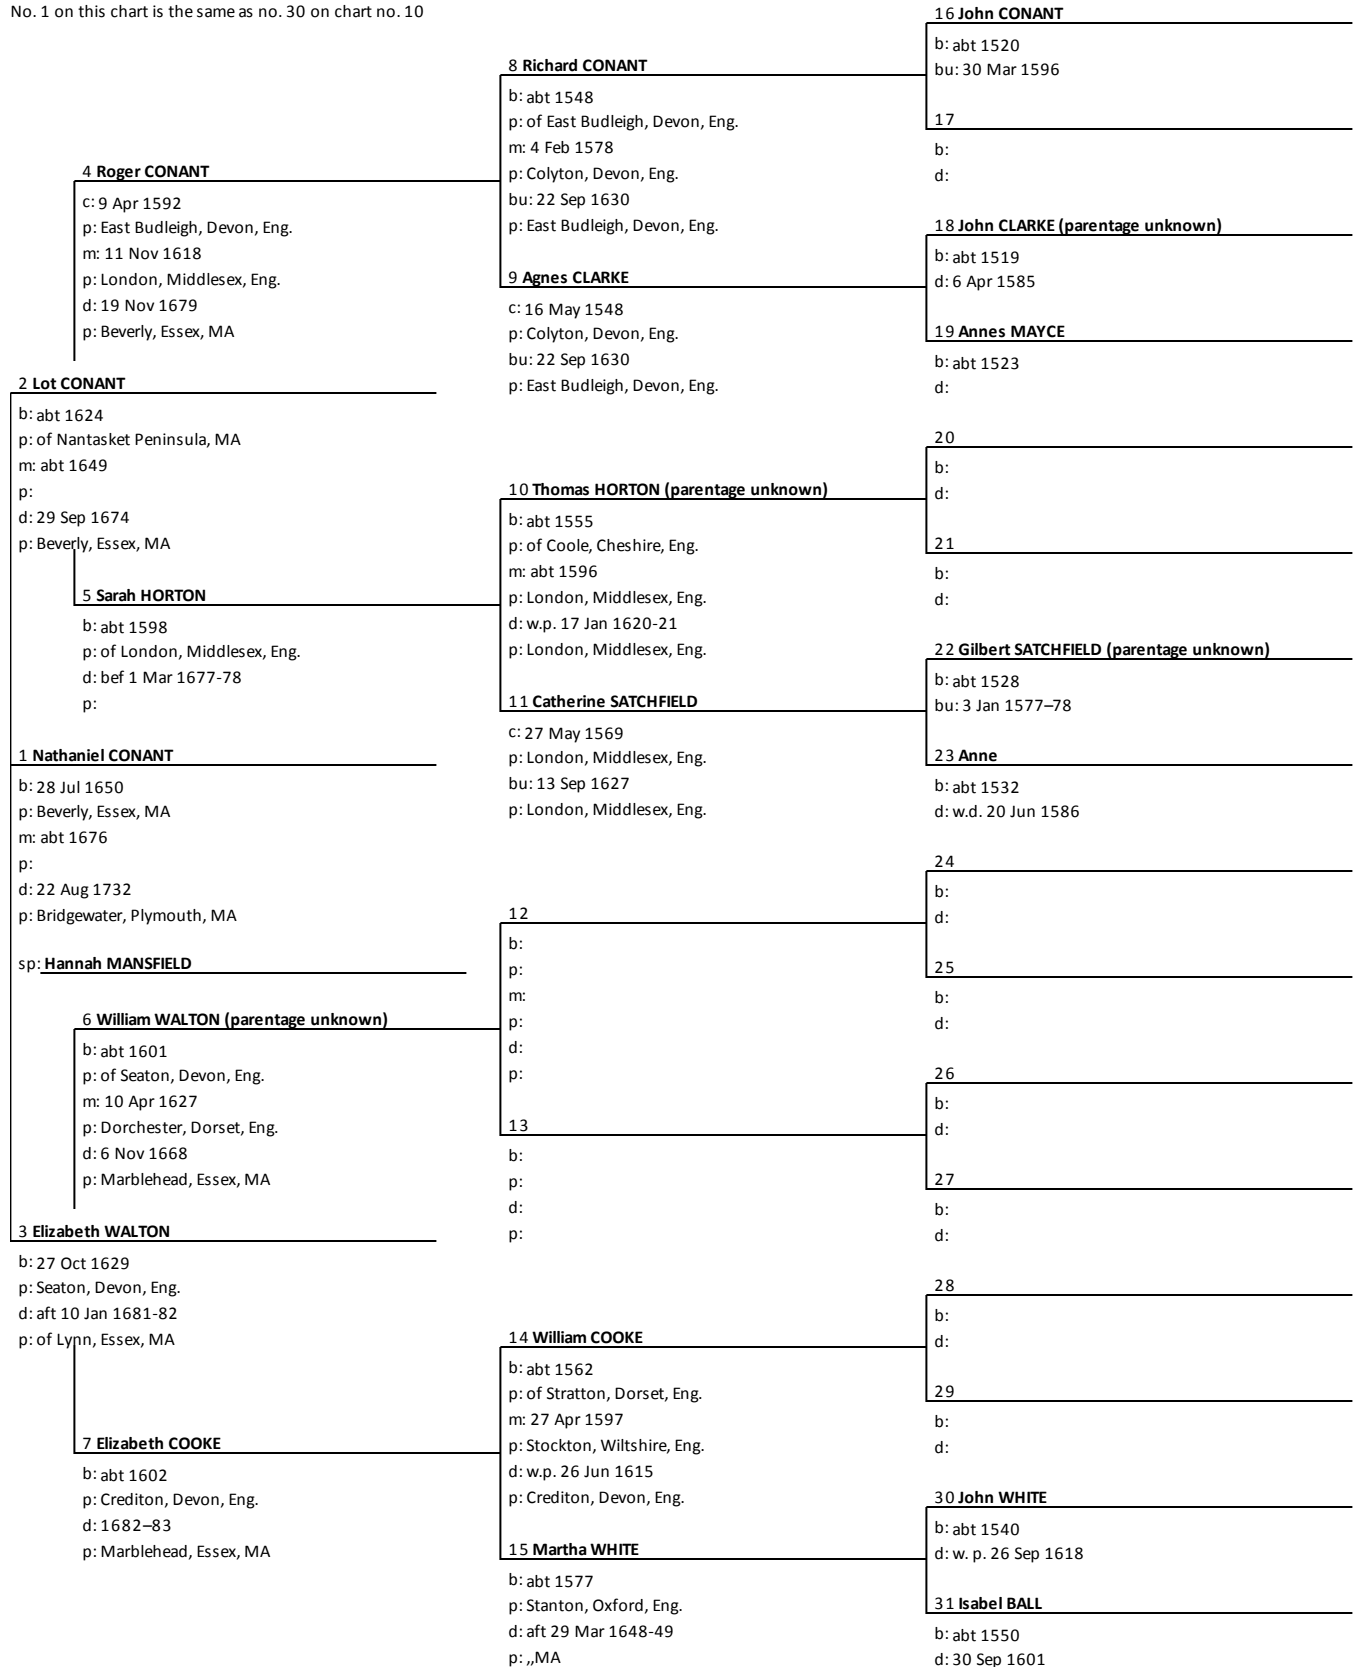 No. 1 on this chart is the same as no. 30 on chart no. 10
4 Roger CONANT
c: 9 Apr 1592
p: East Budleigh, Devon, Eng.
m: 11 Nov 1618
p: London, Middlesex, Eng.
d: 19 Nov 1679
p: Beverly, Essex, MA
2 Lot CONANT
b: abt 1624
p: of Nantasket Peninsula, MA
m: abt 1649
p:
d: 29 Sep 1674
p: Beverly, Essex, MA
5 Sarah HORTON
b: abt 1598
p: of London, Middlesex, Eng.
d: bef 1 Mar 1677-78
p:
1 Nathaniel CONANT
b: 28 Jul 1650
p: Beverly, Essex, MA
m: abt 1676
p:
d: 22 Aug 1732
p: Bridgewater, Plymouth, MA
sp: Hannah MANSFIELD
6 William WALTON (parentage unknown)
b: abt 1601
p: of Seaton, Devon, Eng.
m: 10 Apr 1627
p: Dorchester, Dorset, Eng.
d: 6 Nov 1668
p: Marblehead, Essex, MA
3 Elizabeth WALTON
b: 27 Oct 1629
p: Seaton, Devon, Eng.
d: aft 10 Jan 1681-82
p: of Lynn, Essex, MA
7 Elizabeth COOKE
b: abt 1602
p: Crediton, Devon, Eng.
d: 1682–83
p: Marblehead, Essex, MA
8 Richard CONANT
b: abt 1548
p: of East Budleigh, Devon, Eng.
m: 4 Feb 1578
p: Colyton, Devon, Eng.
bu: 22 Sep 1630
p: East Budleigh, Devon, Eng.
9 Agnes CLARKE
c: 16 May 1548
p: Colyton, Devon, Eng.
bu: 22 Sep 1630
p: East Budleigh, Devon, Eng.
10 Thomas HORTON (parentage unknown)
b: abt 1555
p: of Coole, Cheshire, Eng.
m: abt 1596
p: London, Middlesex, Eng.
d: w.p. 17 Jan 1620-21
p: London, Middlesex, Eng.
11 Catherine SATCHFIELD
c: 27 May 1569
p: London, Middlesex, Eng.
bu: 13 Sep 1627
p: London, Middlesex, Eng.
12
b:
p:
m:
p:
d:
p:
13
b:
p:
d:
p:
14 William COOKE
b: abt 1562
p: of Stratton, Dorset, Eng.
m: 27 Apr 1597
p: Stockton, Wiltshire, Eng.
d: w.p. 26 Jun 1615
p: Crediton, Devon, Eng.
15 Martha WHITE
b: abt 1577
p: Stanton, Oxford, Eng.
d: aft 29 Mar 1648-49
p: ,,MA
16 John CONANT
b: abt 1520
bu: 30 Mar 1596
17
b:
d:
18 John CLARKE (parentage unknown)
b: abt 1519
d: 6 Apr 1585
19 Annes MAYCE
b: abt 1523
d:
20
b:
d:
21
b:
d:
22 Gilbert SATCHFIELD (parentage unknown)
b: abt 1528
bu: 3 Jan 1577–78
23 Anne
b: abt 1532
d: w.d. 20 Jun 1586
24
b:
d:
25
b:
d:
26
b:
d:
27
b:
d:
28
b:
d:
29
b:
d:
30 John WHITE
b: abt 1540
d: w. p. 26 Sep 1618
31 Isabel BALL
b: abt 1550
d: 30 Sep 1601